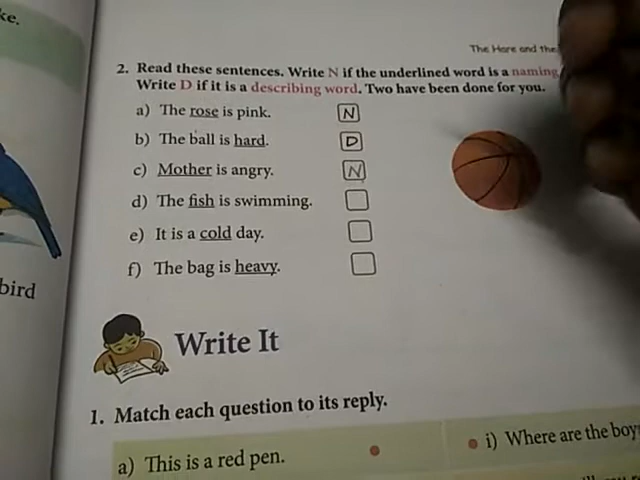 ke.
The Hare and the
2. Read these sentences. Write N if the underlined word is a naming
Write D if it is a describing word. Two have been done for you.
a) The rose is pink. N
b) The ball is hard. D
c) Mother is angry. N
d) The fish is swimming.
e) It is a cold day.
f) The bag is heavy.
bird
Write It
1. Match each question to its reply.
a) This is a red pen.
i) Where are the boy